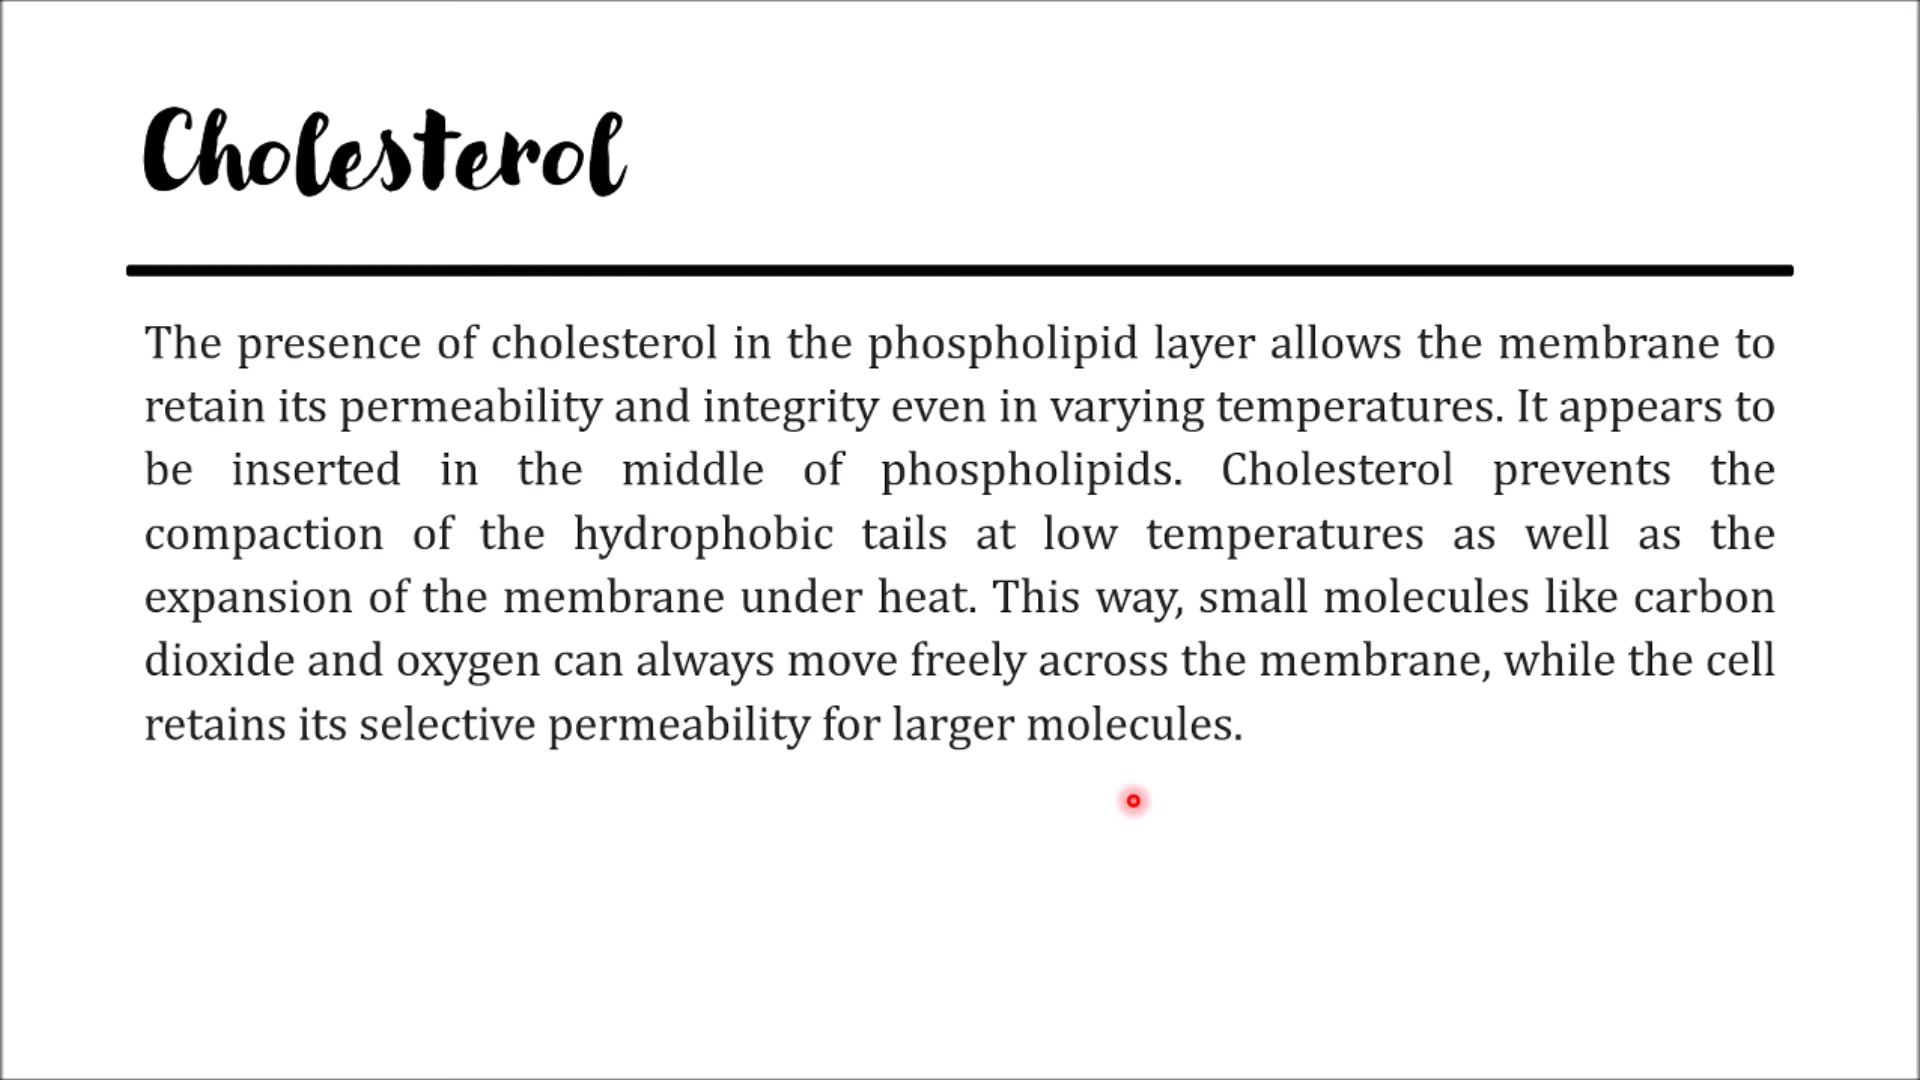 Cholesterol
The presence of cholesterol in the phospholipid layer allows the membrane to
retain its permeability and integrity even in varying temperatures. It appears to
be inserted in the middle of phospholipids. Cholesterol prevents the
compaction of the hydrophobic tails at low temperatures as well as the
expansion of the membrane under heat. This way, small molecules like carbon
dioxide and oxygen can always move freely across the membrane, while the cell
retains its selective permeability for larger molecules.